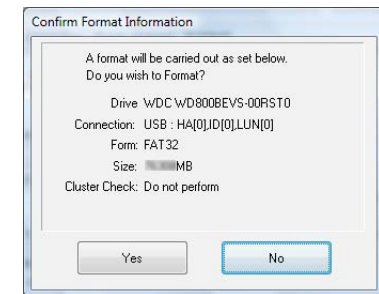 Confirm Format Information
A format will be carried out as set below.
Do you wish to Format?
Drive WDC WD800BEVS-00RST0
Connection: USB : HA[0],ID[0],LUN[0]
Form: FAT32
Size: MB
Cluster Check: Do not perform
Yes
No